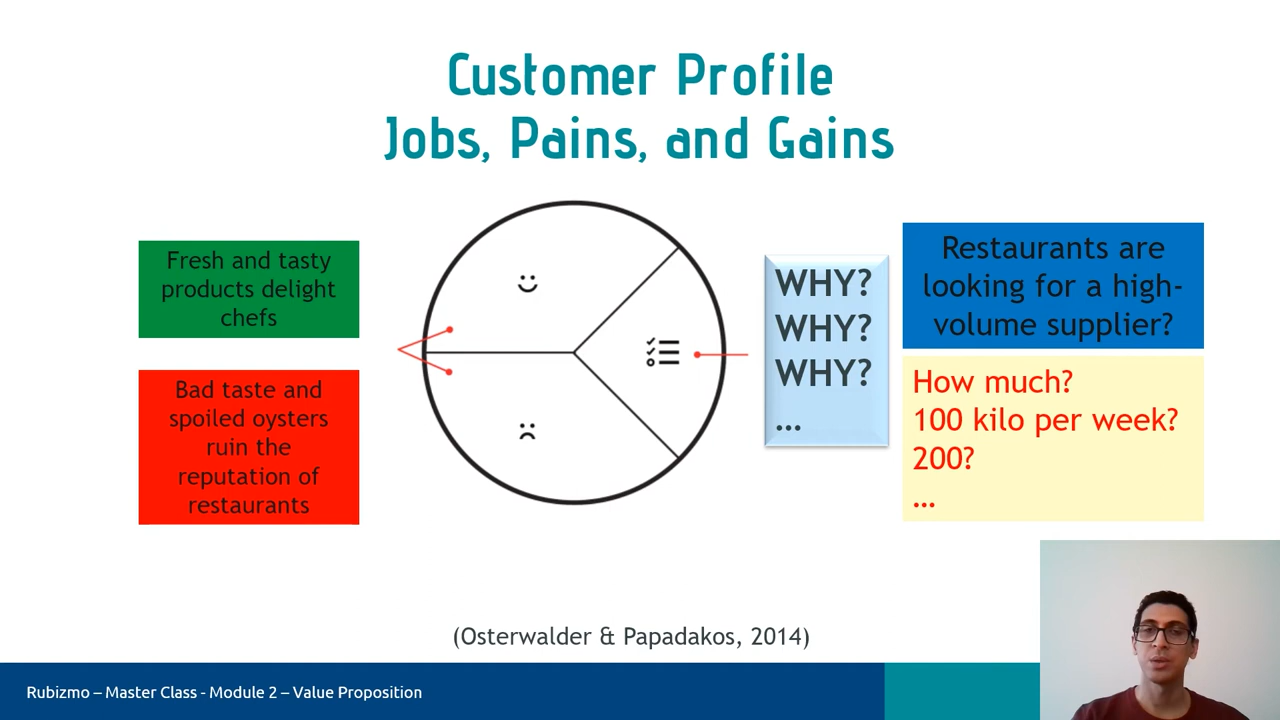 Customer Profile
Jobs, Pains, and Gains
Fresh and tasty
products delight
chefs
Bad taste and
spoiled oysters
ruin the
reputation of
restaurants
WHY?
WHY?
WHY?
...
Restaurants are
looking for a high-
volume supplier?
How much?
100 kilo per week?
200?
...
(Osterwalder & Papadakos, 2014)
Rubizmo – Master Class - Module 2 – Value Proposition